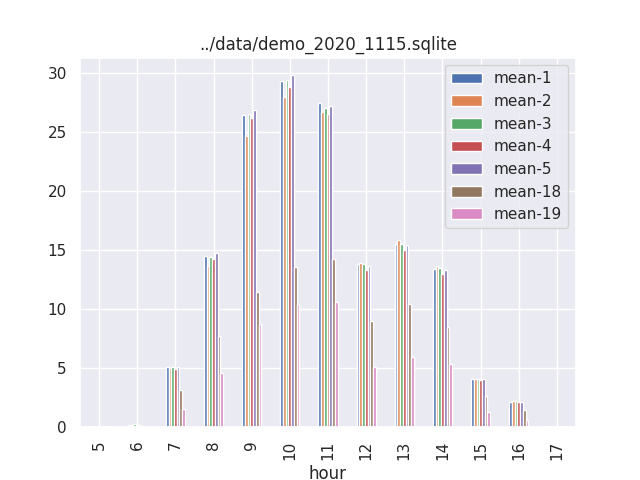 ../data/demo_2020_1115.sqlite
30
25
20
15
10
5
0
mean-1
mean-2
mean-3
mean-4
mean-5
mean-18
mean-19
5 6 7 8 9 10 11 12 13 14 15 16 17
hour